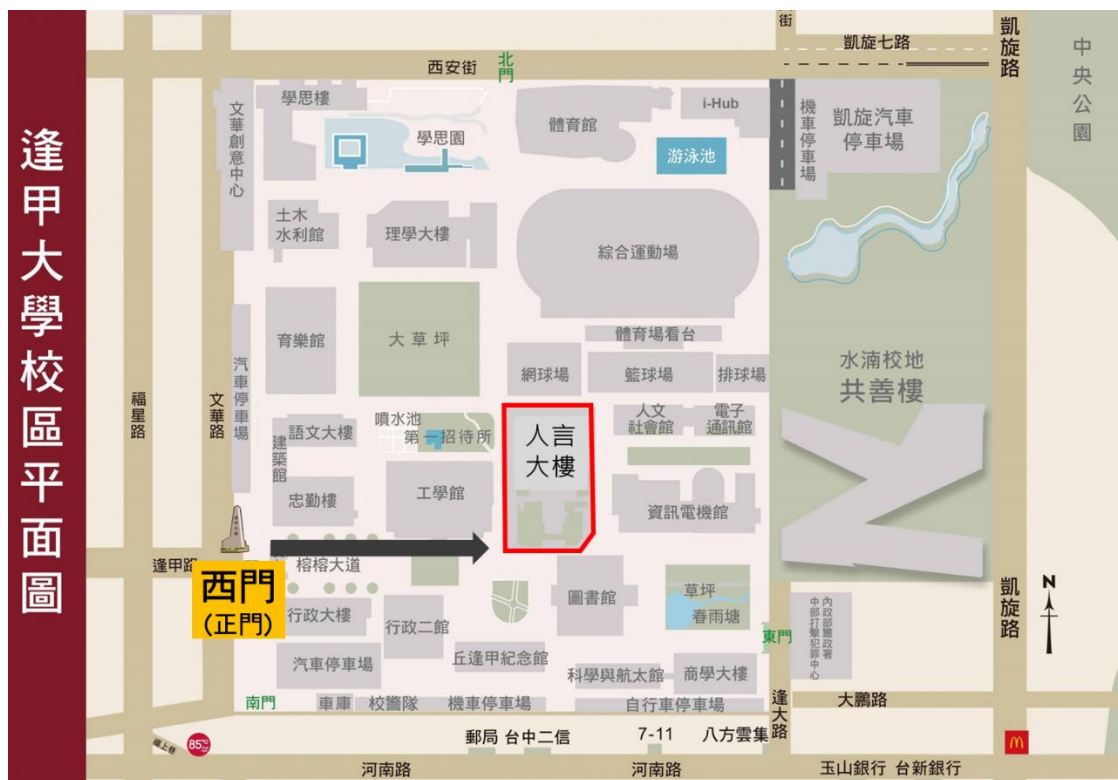 逢甲大學校區平面圖
西安街
北門
街
凱旋七路
凱旋路
中央公園
文華創意中心
學思樓
學思園
體育館
i-Hub
游泳池
機車停車場
凱旋汽車
停車場
土木
水利館
理學大樓
綜合運動場
育樂館
大草坪
體育場看台
網球場
籃球場
排球場
水湳校地
共善樓
福星路
文華路
汽車停車場
建築館
語文大樓
噴水池
第一招待所
人言
大樓
人文
社會館
電子
通訊館
忠勤樓
工學館
資訊電機館
逢甲路
榕榕大道
西門
(正門)
行政大樓
行政二館
圖書館
草坪
春雨塘
東門
內政部警政署
中部打擊犯罪中心
凱旋路
N
汽車停車場
丘逢甲紀念館
科學與航太館
商學大樓
南門
車庫
校警隊
機車停車場
自行車停車場
逢大路
大鵬路
福上巷
85℃
郵局
台中二信
7-11
八方雲集
河南路
河南路
玉山銀行
台新銀行